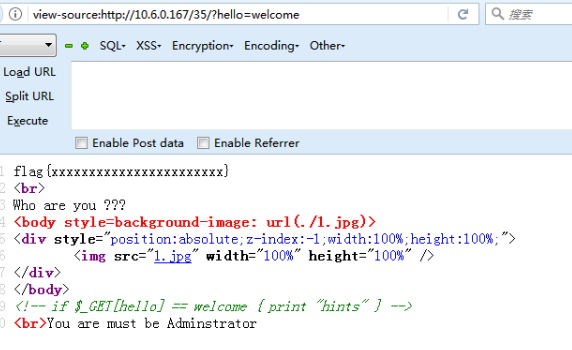 view-source:http://10.6.0.167/35/?hello=welcome
搜索
SQL▾ XSS▾ Encryption▾ Encoding▾ Other▾
Load URL
Split URL
Execute
Enable Post data Enable Referrer
flag{xxxxxxxxxxxxxxxxxxxxxxx}
2 <br>
3 Who are you ???
4 <body style=background-image: url(./1.jpg)>
5 <div style="position:absolute;z-index:-1;width:100%;height:100%;">
6 <img src="1.jpg" width="100%" height="100%" />
7 </div>
8 </body>
9 <!-- if $_GET[hello] == welcome { print "hints" } -->
0 <br>You are must be Adminstrator